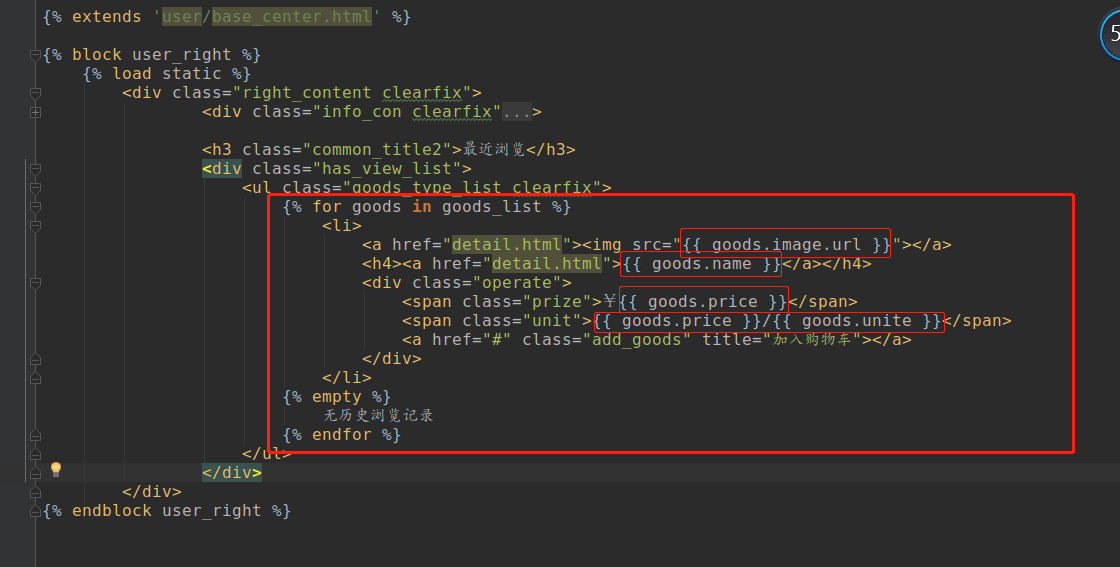 {% extends 'user/base_center.html' %}
{% block user_right %}
{% load static %}
<div class="right_content clearfix">
<div class="info_con clearfix"...>
<h3 class="common_title2">最近浏览</h3>
<div class="has_view_list">
<ul class="goods_type_list clearfix">
{% for goods in goods_list %}
<li>
<a href="detail.html"><img src="{{ goods.image.url }}"></a>
<h4><a href="detail.html">{{ goods.name }}</a></h4>
<div class="operate">
<span class="prize">¥{{ goods.price }}</span>
<span class="unit">{{ goods.price }}/{{ goods.unite }}</span>
<a href="#" class="add_goods" title="加入购物车"></a>
</div>
</li>
{% empty %}
无历史浏览记录
{% endfor %}
</ul>
</div>
</div>
{% endblock user_right %}